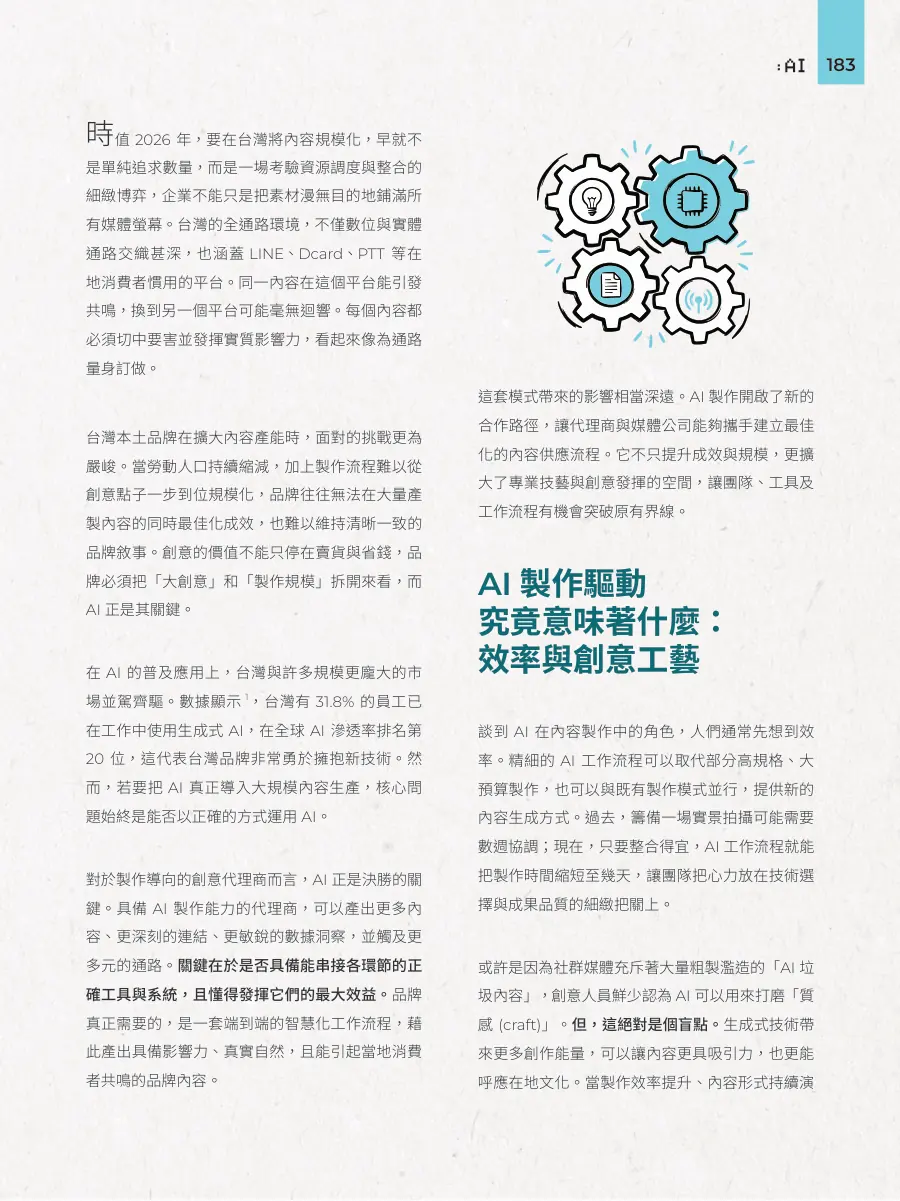 :AI 183
時值 2026 年，要在台灣將內容規模化，早就不
是單純追求數量，而是一場考驗資源調度與整合的
細緻博弈，企業不能只是把素材漫無目的地鋪滿所
有媒體螢幕。台灣的全通路環境，不僅數位與實體
通路交織甚深，也涵蓋 LINE、Dcard、PTT 等在
地消費者慣用的平台。同一內容在這個平台能引發
共鳴，換到另一個平台可能毫無迴響。每個內容都
必須切中要害並發揮實質影響力，看起來像為通路
量身訂做。
台灣本土品牌在擴大內容產能時，面對的挑戰更為
嚴峻。當勞動人口持續縮減，加上製作流程難以從
創意點子一步到位規模化，品牌往往無法在大量產
製內容的同時最佳化成效，也難以維持清晰一致的
品牌敘事。創意的價值不能只停在賣貨與省錢，品
牌必須把「大創意」和「製作規模」拆開來看，而
AI 正是其關鍵。
在 AI 的普及應用上，台灣與許多規模更龐大的市
場並駕齊驅。數據顯示 1，台灣有 31.8% 的員工已
在工作中使用生成式 AI，在全球 AI 滲透率排名第
20 位，這代表台灣品牌非常勇於擁抱新技術。然
而，若要把 AI 真正導入大規模內容生產，核心問
題始終是能否以正確的方式運用 AI。
對於製作導向的創意代理商而言，AI 正是決勝的關
鍵。具備 AI 製作能力的代理商，可以產出更多內
容、更深刻的連結、更敏銳的數據洞察，並觸及更
多元的通路。關鍵在於是否具備能串接各環節的正
確工具與系統，且懂得發揮它們的最大效益。品牌
真正需要的，是一套端到端的智慧化工作流程，藉
此產出具備影響力、真實自然，且能引起當地消費
者共鳴的品牌內容。
這套模式帶來的影響相當深遠。AI 製作開啟了新的
合作路徑，讓代理商與媒體公司能夠攜手建立最佳
化的內容供應流程。它不只提升成效與規模，更擴
大了專業技藝與創意發揮的空間，讓團隊、工具及
工作流程有機會突破原有界線。
AI 製作驅動
究竟意味著什麼：
效率與創意工藝
談到 AI 在內容製作中的角色，人們通常先想到效
率。精細的 AI 工作流程可以取代部分高規格、大
預算製作，也可以與既有製作模式並行，提供新的
內容生成方式。過去，籌備一場實景拍攝可能需要
數週協調；現在，只要整合得宜，AI 工作流程就能
把製作時間縮短至幾天，讓團隊把心力放在技術選
擇與成果品質的細緻把關上。
或許是因為社群媒體充斥著大量粗製濫造的「AI 垃
圾內容」，創意人員鮮少認為 AI 可以用來打磨「質
感 (craft)」。但，這絕對是個盲點。生成式技術帶
來更多創作能量，可以讓內容更具吸引力，也更能
呼應在地文化。當製作效率提升、內容形式持續演